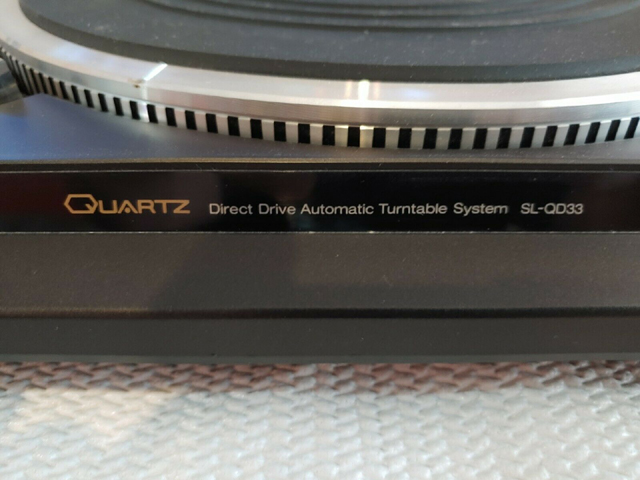 QUARTZ Direct Drive Automatic Turntable System SL-QD33